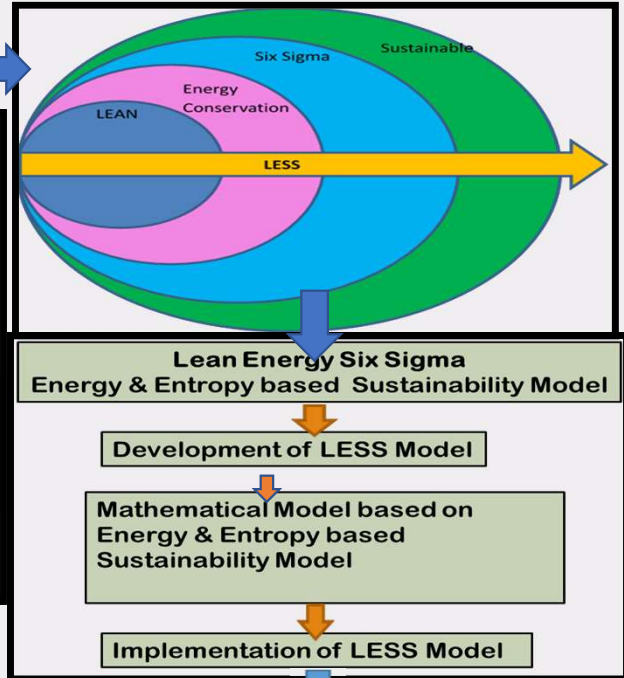 Sustainable
Six Sigma
Energy
Conservation
LEAN
LESS
Lean Energy Six Sigma
Energy & Entropy based Sustainability Model
Development of LESS Model
Mathematical Model based on
Energy & Entropy based
Sustainability Model
Implementation of LESS Model